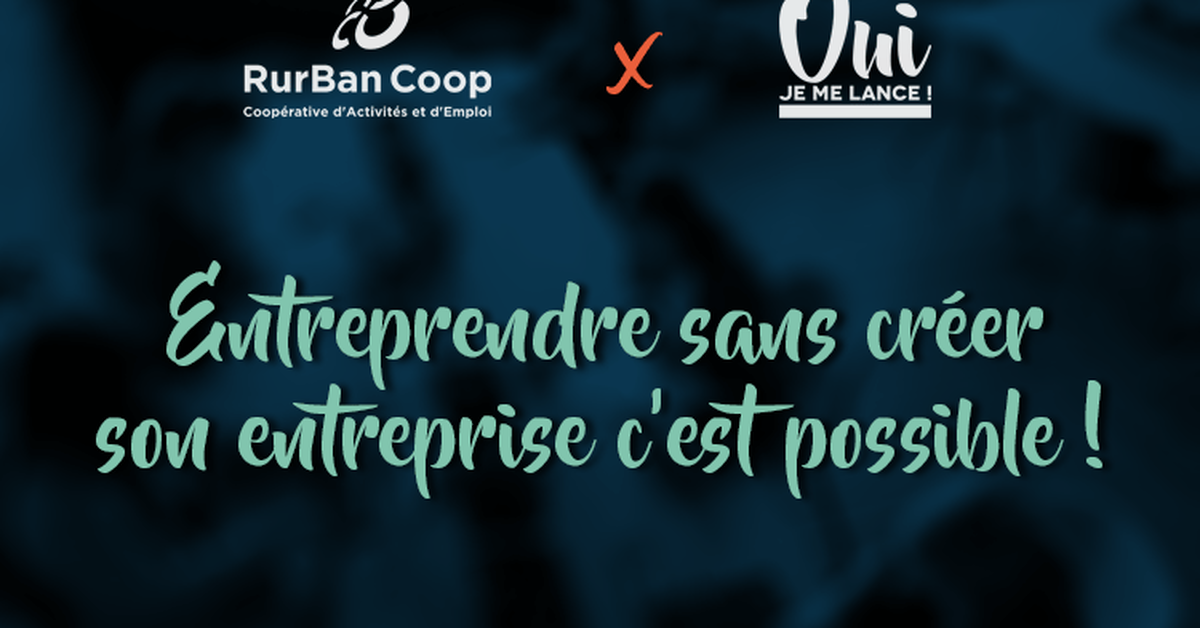 RurBan Coop
Coopérative d'Activités et d'Emploi
X
Oui
JE ME LANCE !
Entreprendre sans créer
son entreprise c'est possible !